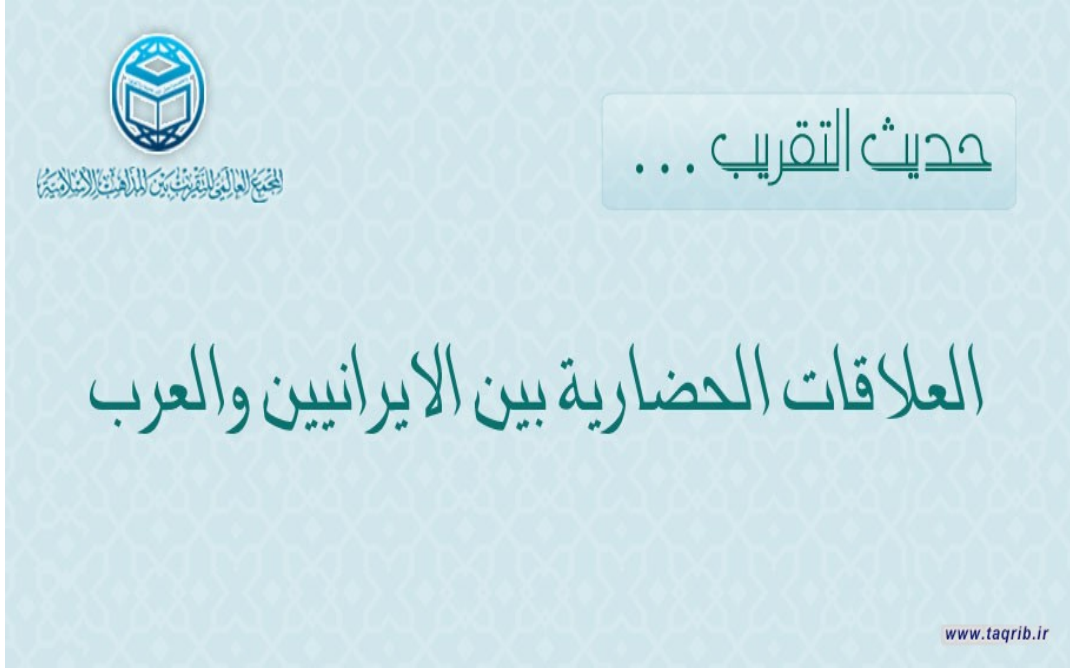 حديث التقريب ...
المجمع العالمي للتقريب بين المذاهب الإسلامية
العلاقات الحضارية بين الايرانيين والعرب
www.taqrib.ir